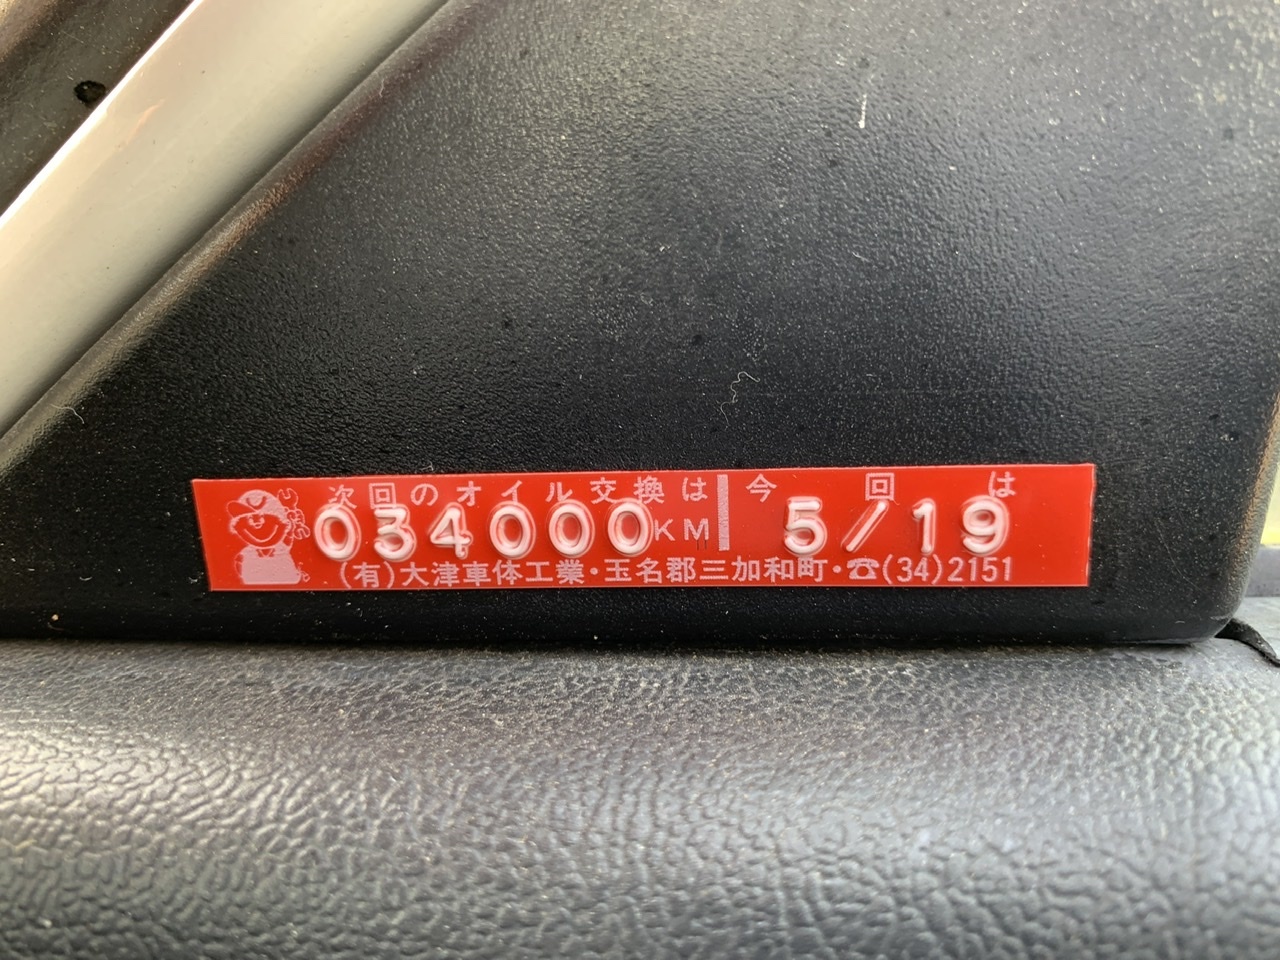 次回のオイル交換は 今回は
034000KM 5/19
(有)大津車体工業・玉名郡三加和町・☎(34)2151